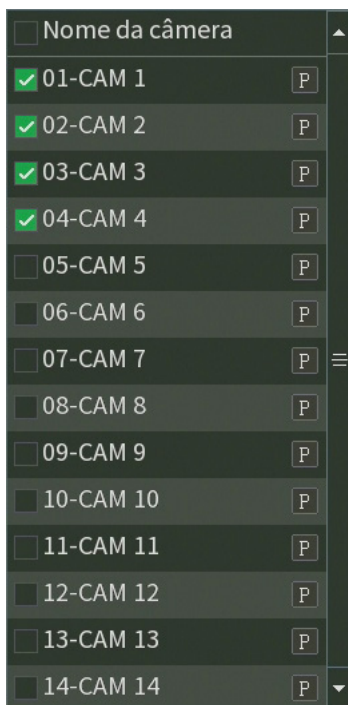 Nome da câmera
01-CAM 1 P
02-CAM 2 P
03-CAM 3 P
04-CAM 4 P
05-CAM 5 P
06-CAM 6 P
07-CAM 7 P
08-CAM 8 P
09-CAM 9 P
10-CAM 10 P
11-CAM 11 P
12-CAM 12 P
13-CAM 13 P
14-CAM 14 P